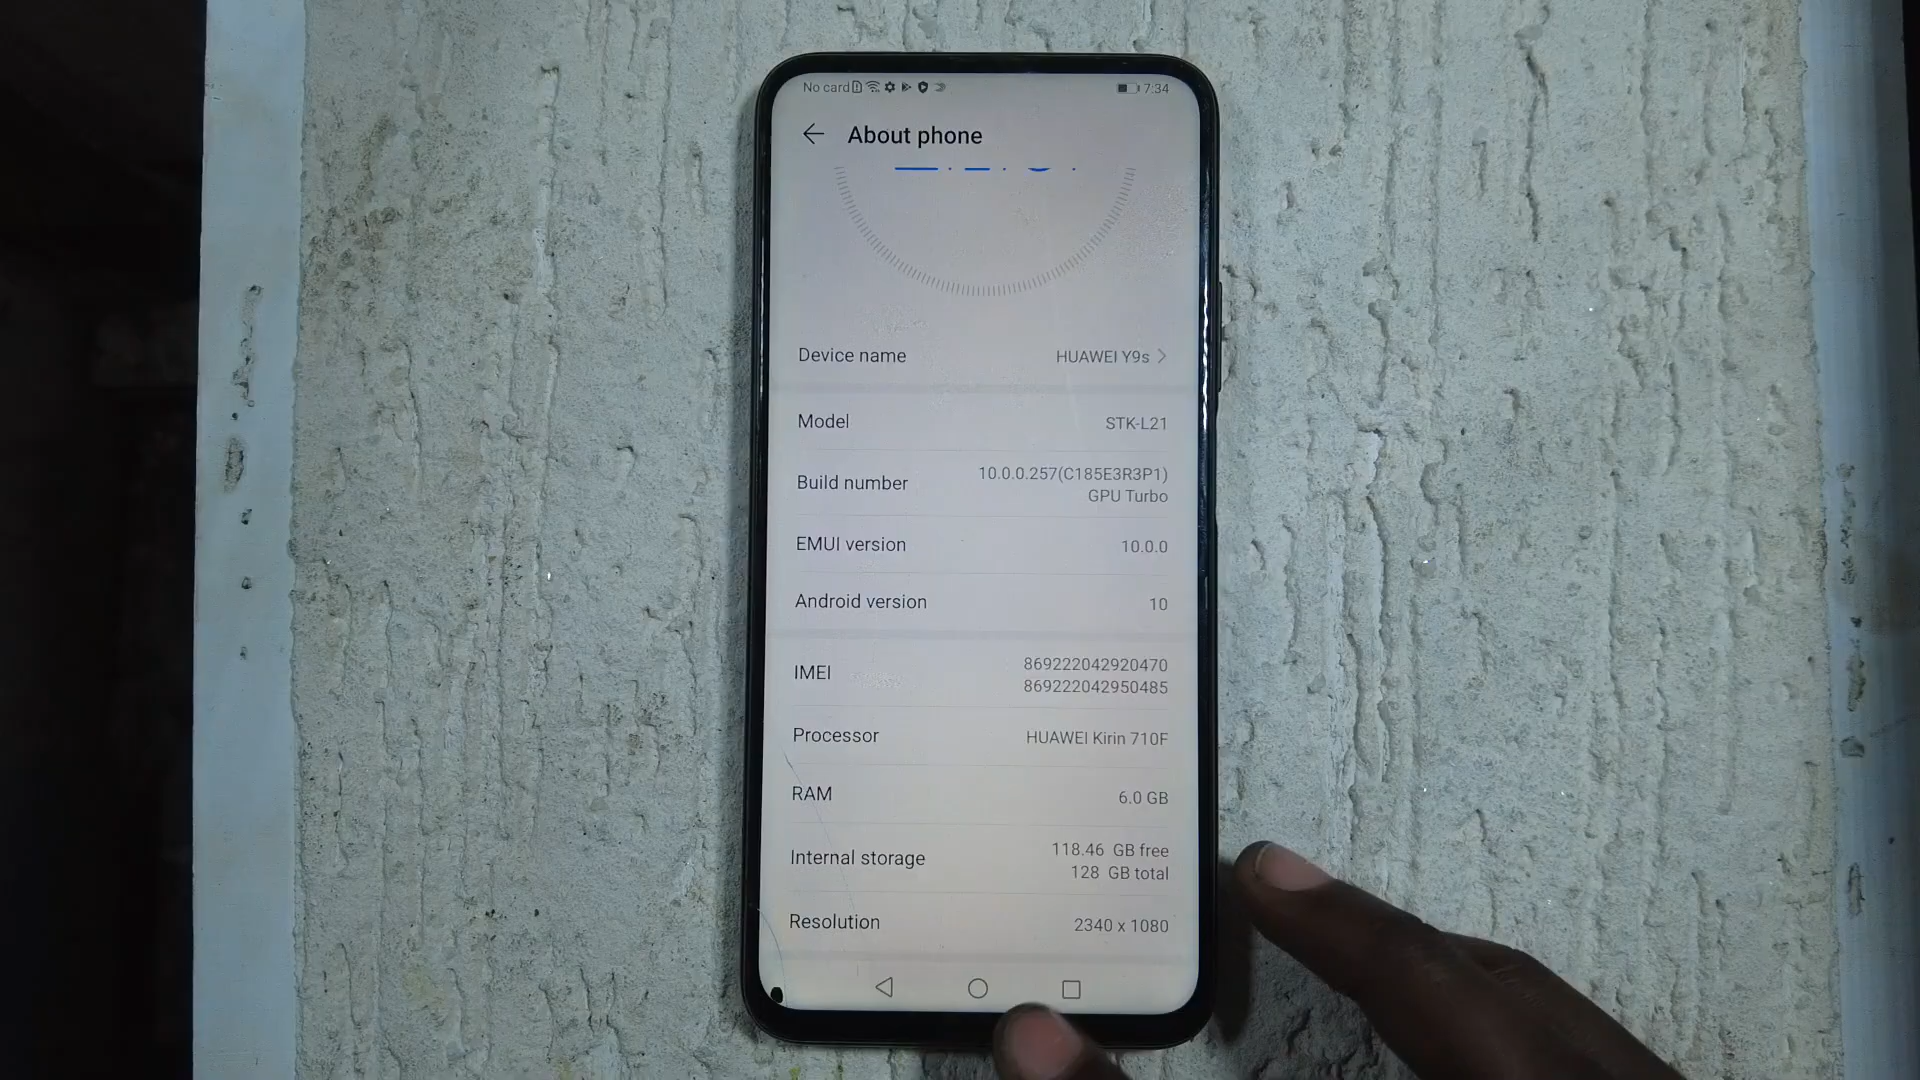 No card 7:34
About phone
Device name HUAWEI Y9s
Model STK-L21
Build number 10.0.0.257(C185E3R3P1)
GPU Turbo
EMUI version 10.0.0
Android version 10
IMEI 869222042920470
869222042950485
Processor HUAWEI Kirin 710F
RAM 6.0 GB
Internal storage 118.46 GB free
128 GB total
Resolution 2340 x 1080